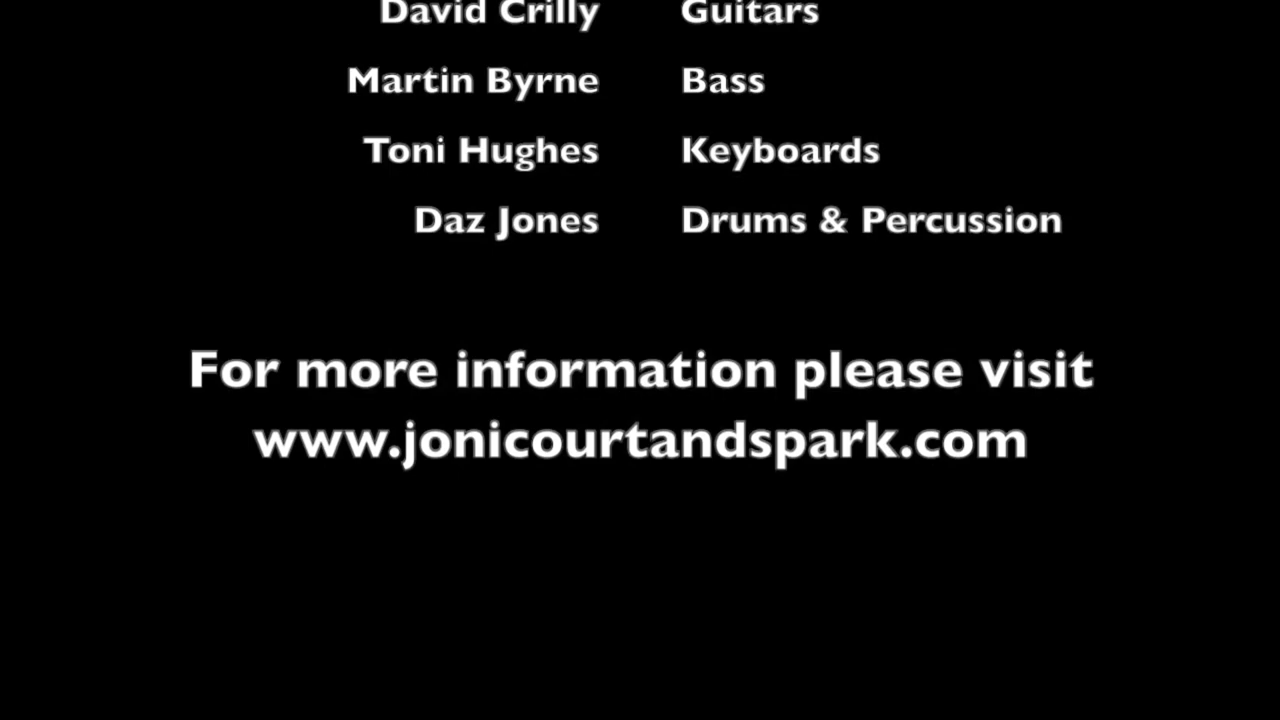 David Crilly Guitars
Martin Byrne Bass
Toni Hughes Keyboards
Daz Jones Drums & Percussion
For more information please visit
www.jonicourtandspark.com